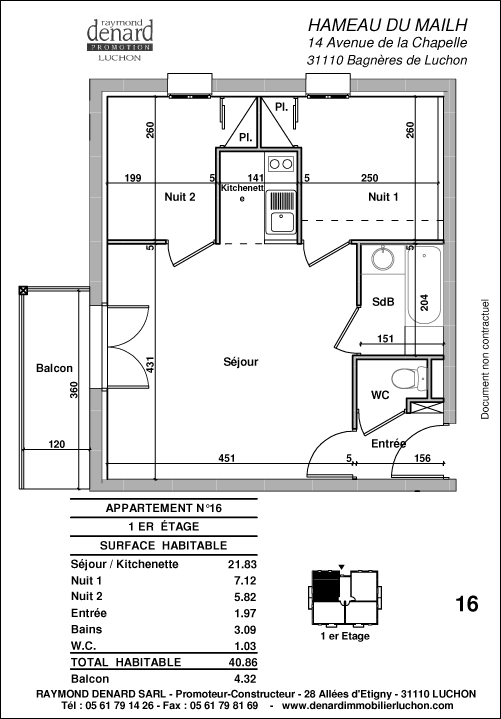 raymond
denard
PROMOTION
LUCHON
HAMEAU DU MAILH
14 Avenue de la Chapelle
31110 Bagnères de Luchon
Pl.
Pl.
260
260
199
5
141
5
250
Nuit 2
Kitchenett
e
Nuit 1
5
5
SdB
204
151
Balcon
360
120
431
Séjour
WC
Entrée
451
5
156
Document non contractuel
APPARTEMENT N°16
1 ER ÉTAGE
SURFACE HABITABLE
Séjour / Kitchenette 21.83
Nuit 1 7.12
Nuit 2 5.82
Entrée 1.97
Bains 3.09
W.C. 1.03
TOTAL HABITABLE 40.86
Balcon 4.32
1 er Etage
16
RAYMOND DENARD SARL - Promoteur-Constructeur - 28 Allées d'Etigny - 31110 LUCHON
Tél : 05 61 79 14 26 - Fax : 05 61 79 81 69 - www.denardimmobilierluchon.com